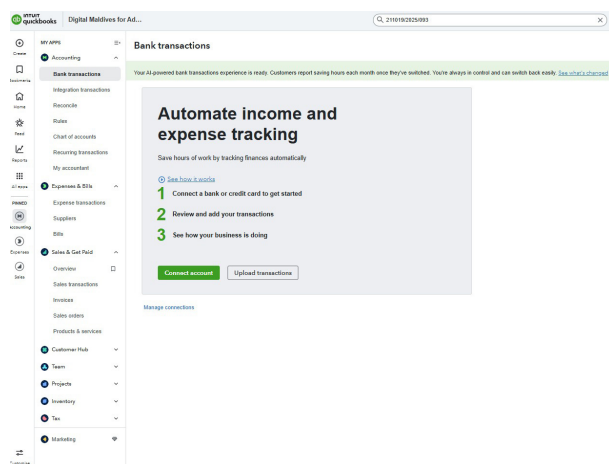 INTUIT
quickbooks
Digital Maldives for Ad...
211019/2025/993
Create
Bookmarks
Home
Feed
Reports
All apps
PINNED
Accounting
Expenses
Sales
Customise
MY APPS
Accounting
Bank transactions
Integration transactions
Reconcile
Rules
Chart of accounts
Recurring transactions
My accountant
Expenses & Bills
Expense transactions
Suppliers
Bills
Sales & Get Paid
Overview
Sales transactions
Invoices
Sales orders
Products & services
Customer Hub
Team
Projects
Inventory
Tax
Marketing
Bank transactions
Your AI-powered bank transactions experience is ready. Customers report saving hours each month once they've switched. You're always in control and can switch back easily. See what's changed
Automate income and
expense tracking
Save hours of work by tracking finances automatically
See how it works
1 Connect a bank or credit card to get started
2 Review and add your transactions
3 See how your business is doing
Connect account
Upload transactions
Manage connections